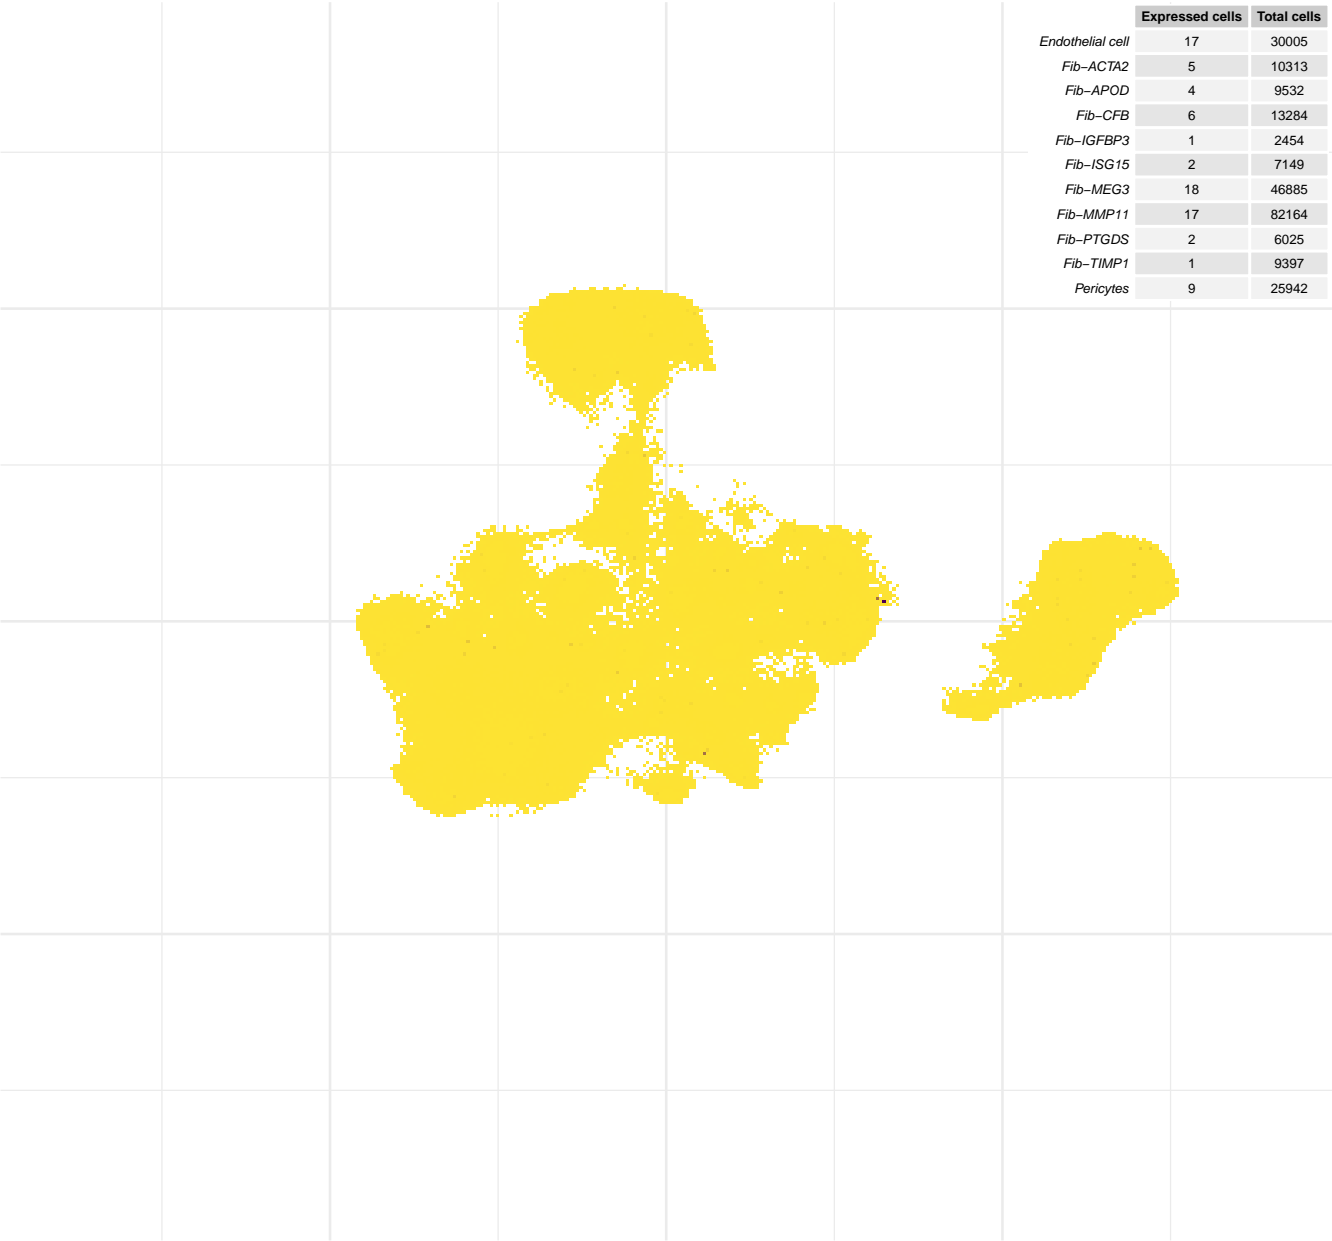 Expressed cells Total cells
Endothelial cell 17 30005
Fib−ACTA2 5 10313
Fib−APOD 4 9532
Fib−CFB 6 13284
Fib−IGFBP3 1 2454
Fib−ISG15 2 7149
Fib−MEG3 18 46885
Fib−MMP11 17 82164
Fib−PTGDS 2 6025
Fib−TIMP1 1 9397
Pericytes 9 25942